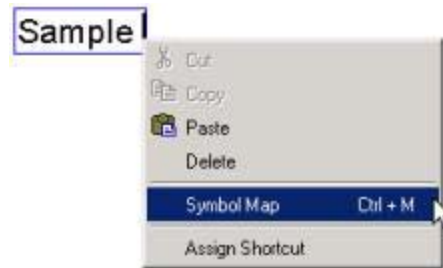 Sample
Cut
Copy
Paste
Delete
Symbol Map Ctrl + M
Assign Shortcut